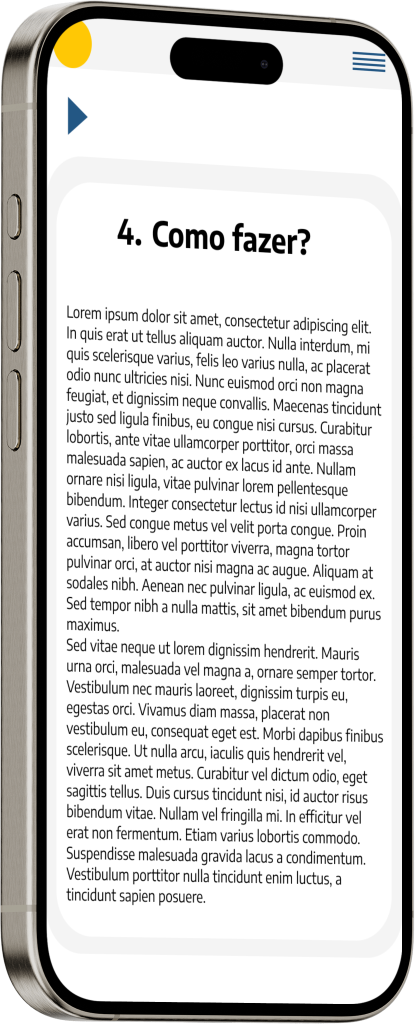 4. Como fazer?
Lorem ipsum dolor sit amet, consectetur adipiscing elit.
In quis erat ut tellus aliquam auctor. Nulla interdum, mi
quis scelerisque varius, felis leo varius nulla, ac placerat
odio nunc ultricies nisi. Nunc euismod orci non magna
feugiat, et dignissim neque convallis. Maecenas tincidunt
justo sed ligula finibus, eu congue nisi cursus. Curabitur
lobortis, ante vitae ullamcorper porttitor, orci massa
malesuada sapien, ac auctor ex lacus id ante. Nullam
ornare nisi ligula, vitae pulvinar lorem pellentesque
bibendum. Integer consectetur lectus id nisi ullamcorper
varius. Sed congue metus vel velit porta congue. Proin
accumsan, libero vel porttitor viverra, magna tortor
pulvinar orci, at auctor nisi magna ac augue. Aliquam at
sodales nibh. Aenean nec pulvinar ligula, ac euismod ex.
Sed tempor nibh a nulla mattis, sit amet bibendum purus
maximus.
Sed vitae neque ut lorem dignissim hendrerit. Mauris
urna orci, malesuada vel magna a, ornare semper tortor.
Vestibulum nec mauris laoreet, dignissim turpis eu,
egestas orci. Vivamus diam massa, placerat non
vestibulum eu, consequat eget est. Morbi dapibus finibus
scelerisque. Ut nulla arcu, iaculis quis hendrerit vel,
viverra sit amet metus. Curabitur vel dictum odio, eget
sagittis tellus. Duis cursus tincidunt nisi, id auctor risus
bibendum vitae. Nullam vel fringilla mi. In efficitur vel
erat non fermentum. Etiam varius lobortis commodo.
Suspendisse malesuada gravida lacus a condimentum.
Vestibulum porttitor nulla tincidunt enim luctus, a
tincidunt sapien posuere.